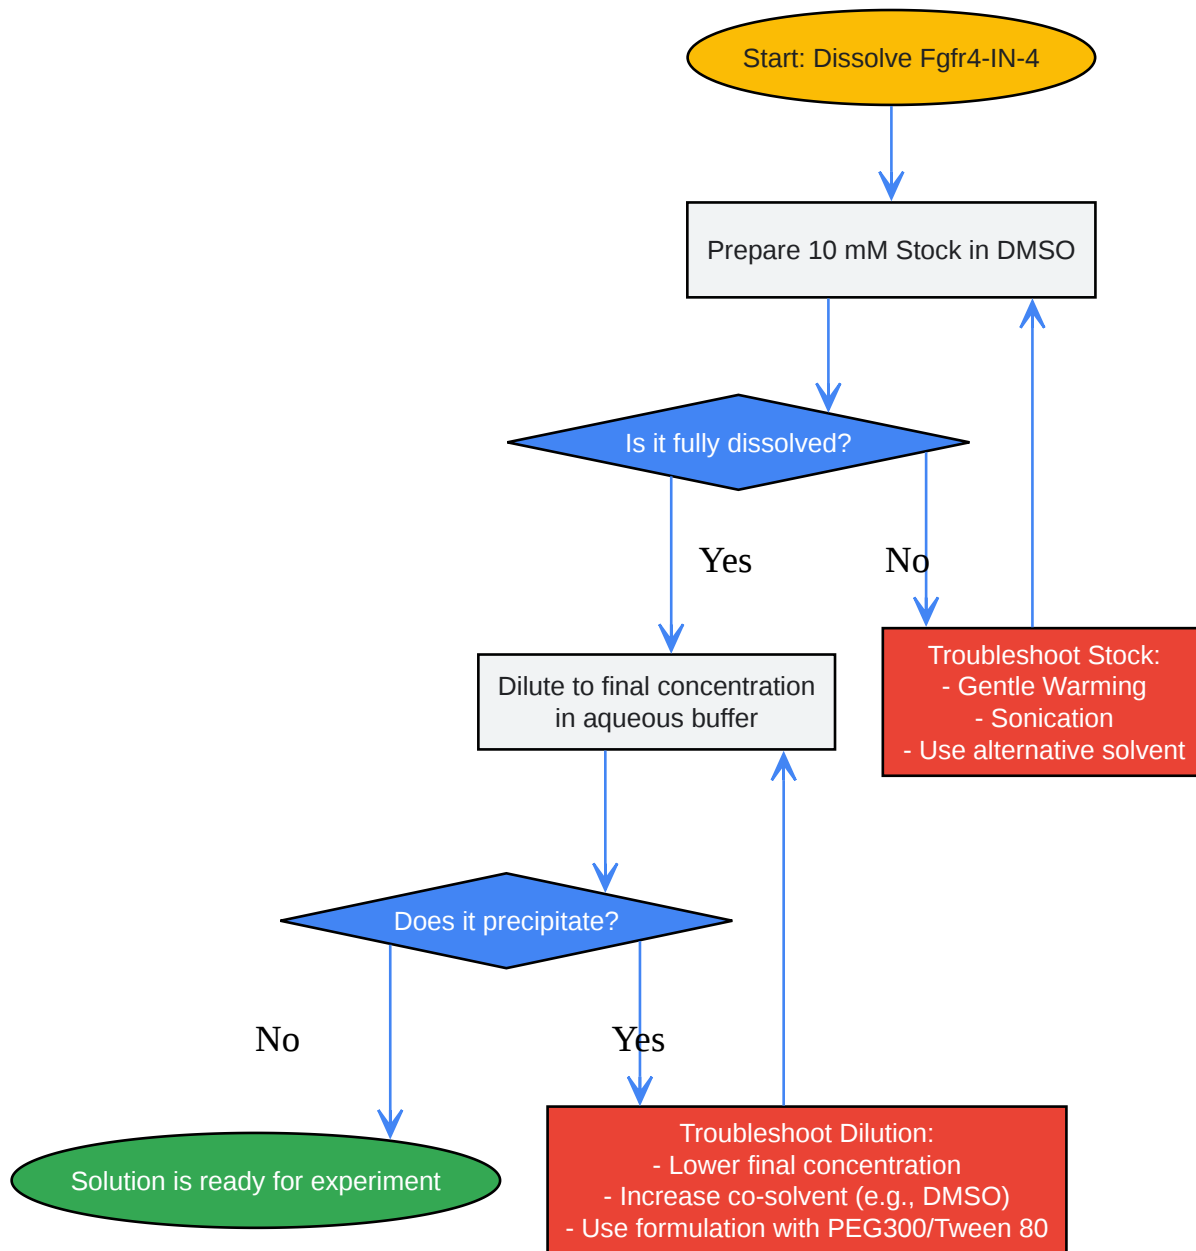 Start: Dissolve Fgfr4-IN-4
Prepare 10 mM Stock in DMSO
Is it fully dissolved?
Yes
No
Troubleshoot Stock:
- Gentle Warming
- Sonication
- Use alternative solvent
Dilute to final concentration
in aqueous buffer
Does it precipitate?
No
Yes
Solution is ready for experiment
Troubleshoot Dilution:
- Lower final concentration
- Increase co-solvent (e.g., DMSO)
- Use formulation with PEG300/Tween 80